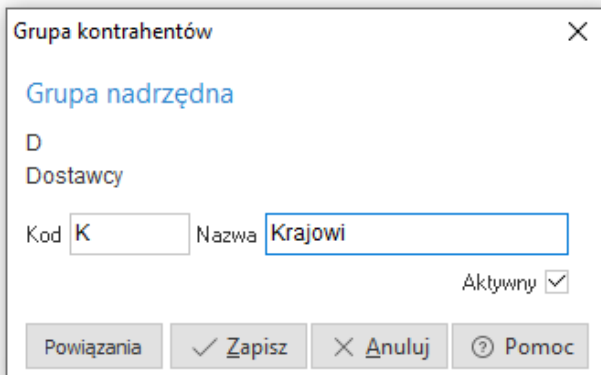 Grupa kontrahentów
Grupa nadrzędna
D
Dostawcy
Kod K Nazwa Krajowi
Aktywny
Powiązania Zapisz Anuluj Pomoc